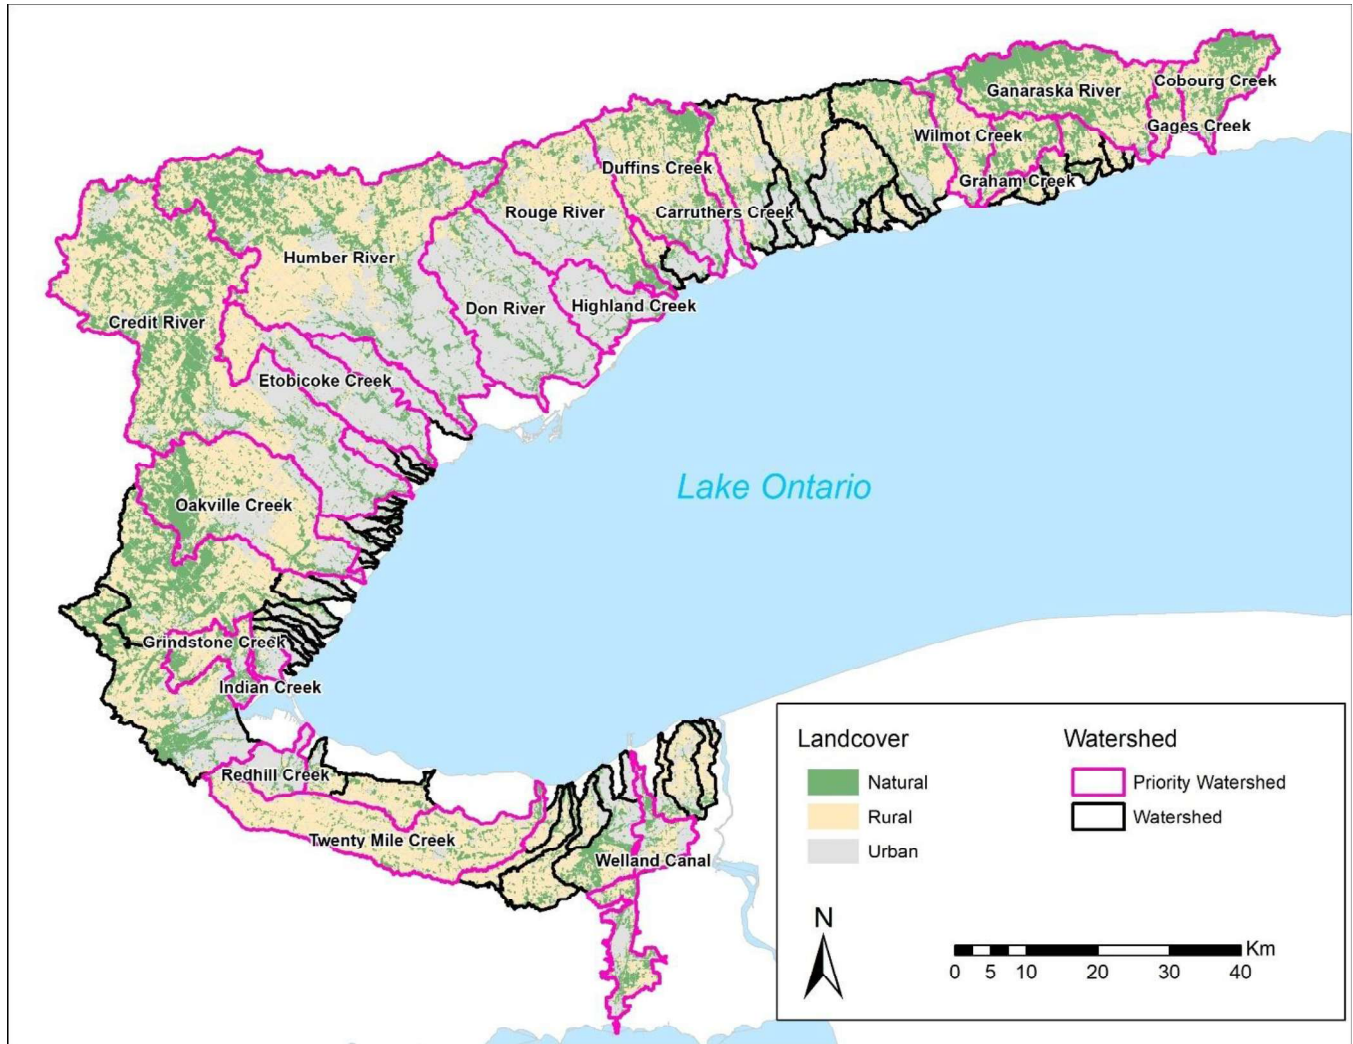 Cobourg Creek
Ganaraska River
Gages Creek
Wilmot Creek
Duffins Creek
Graham Creek
Rouge River
Carruthers Creek
Humber River
Don River
Highland Creek
Credit River
Etobicoke Creek
Lake Ontario
Oakville Creek
Grindstone Creek
Indian Creek
Redhill Creek
Twenty Mile Creek
Welland Canal
Landcover
Natural
Rural
Urban
Watershed
Priority Watershed
Watershed
N
Km
0 5 10 20 30 40